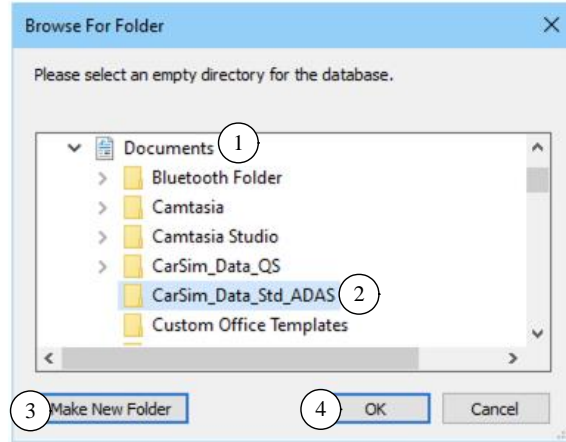 Browse For Folder
Please select an empty directory for the database.
Documents 1
Bluetooth Folder
Camtasia
Camtasia Studio
CarSim_Data_QS
CarSim_Data_Std_ADAS 2
Custom Office Templates
3 Make New Folder 4 OK Cancel